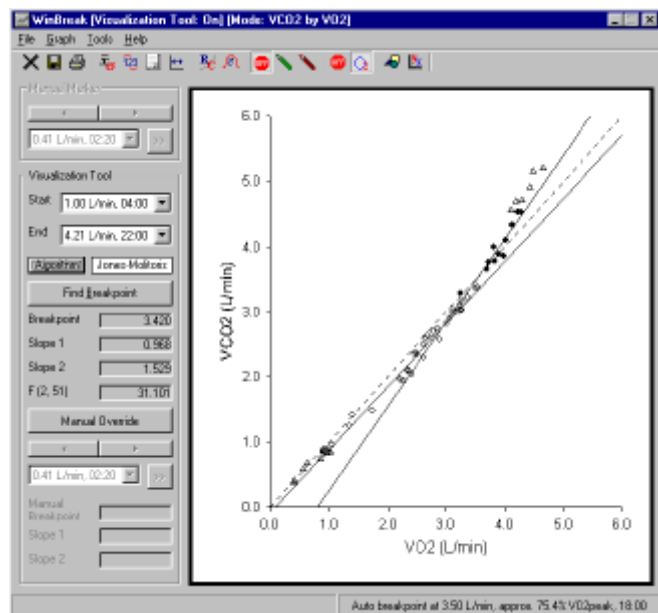 WinBreak (Visualization Tool: On) (Mode: VCO2 by VO2)
File Graph Tools Help
Manual Marker
0.41 L/min, 02:20
>>
Visualization Tool
Start 1.00 L/min, 04:00
End 4.21 L/min, 22:00
Algorithm Jones-Molitoris
Find Breakpoint
Breakpoint 3.420
Slope 1 0.968
Slope 2 1.529
F (2, 51) 31.101
Manual Override
0.41 L/min, 02:20
>>
Manual
Breakpoint
Slope 1
Slope 2
6.0
5.0
4.0
3.0
2.0
1.0
0.0
VCO2 (L/min)
0.0 1.0 2.0 3.0 4.0 5.0 6.0
VO2 (L/min)
Auto breakpoint at 3.50 L/min, approx. 75.4% VO2peak, 18:00